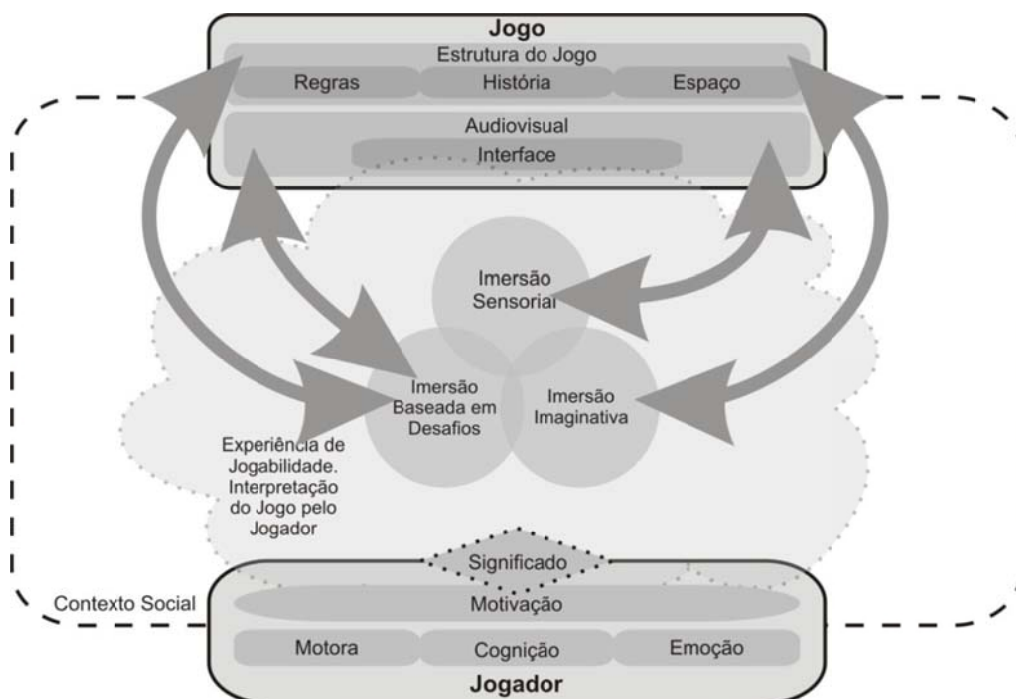 Jogo
Estrutura do Jogo
Regras História Espaço
Audiovisual
Interface
Imersão
Sensorial
Imersão
Baseada em
Desafios
Imersão
Imaginativa
Experiência de
Jogabilidade.
Interpretação
do Jogo pelo
Jogador
Significado
Contexto Social
Motivação
Motora Cognição Emoção
Jogador